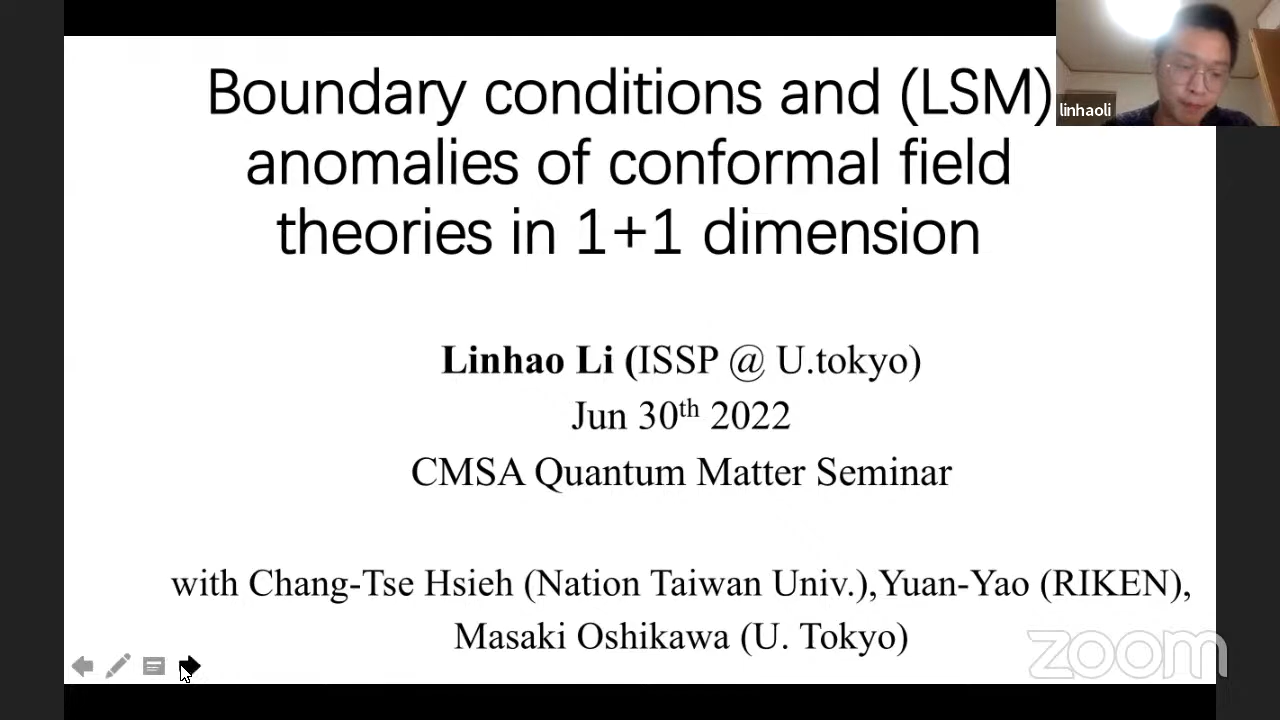 Boundary conditions and (LSM)
anomalies of conformal field
theories in 1+1 dimension
linhaoli
Linhao Li (ISSP @ U.tokyo)
Jun 30th 2022
CMSA Quantum Matter Seminar
with Chang-Tse Hsieh (Nation Taiwan Univ.),Yuan-Yao (RIKEN),
Masaki Oshikawa (U. Tokyo)
zoom